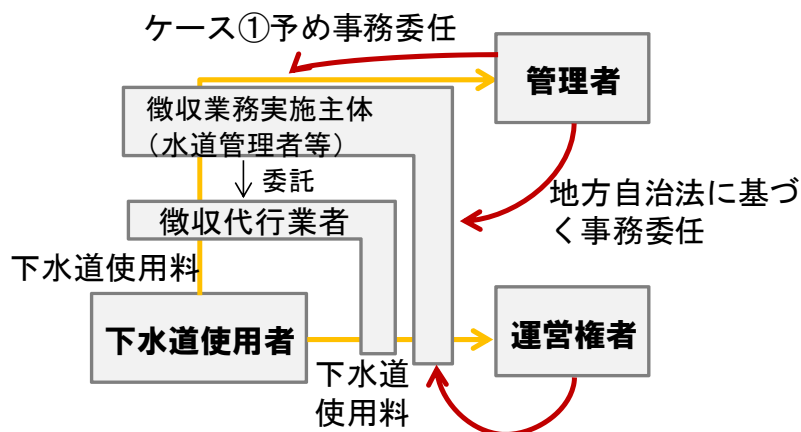 ケース①予め事務委任
管理者
徴収業務実施主体
（水道管理者等）
委託
徴収代行業者
地方自治法に基づ
く事務委任
下水道使用料
下水道使用者
運営権者
下水道
使用料